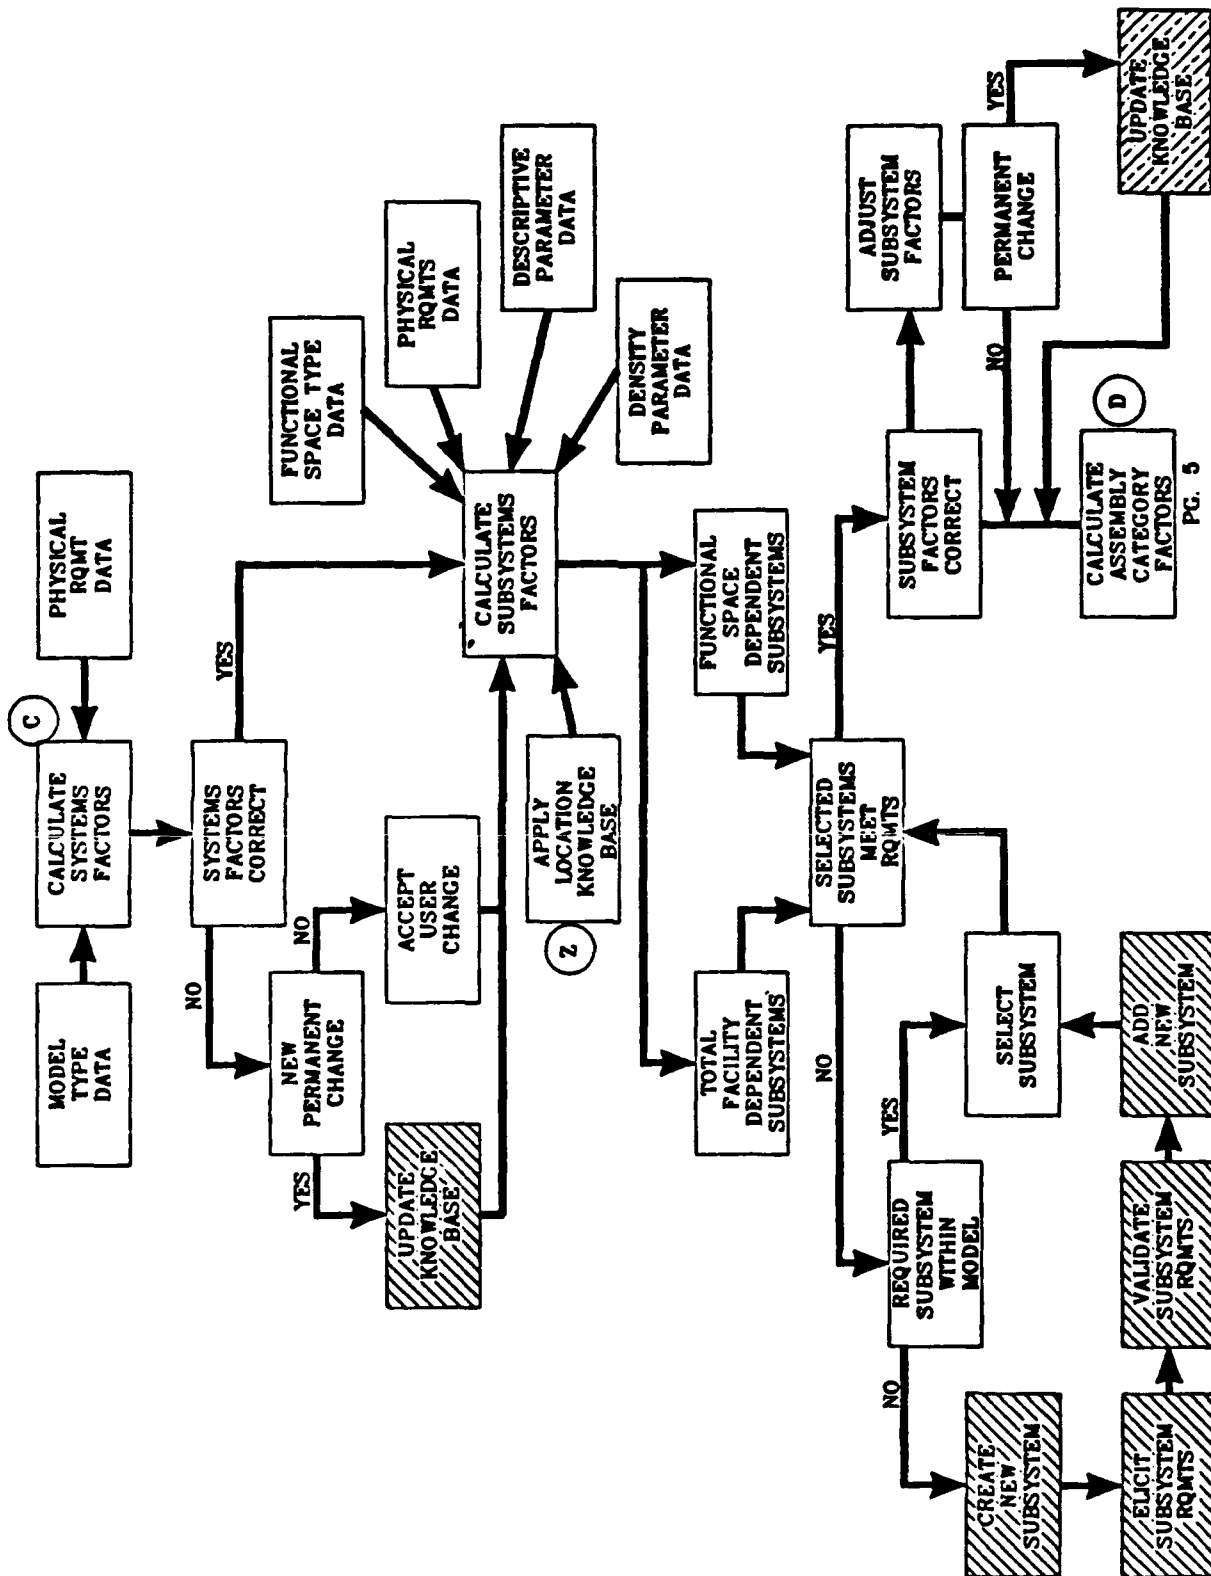 MODEL
TYPE
DATA
CALCULATE
SYSTEMS
FACTORS
C
PHYSICAL
RQMT
DATA
SYSTEMS
FACTORS
CORRECT
NO
YES
NEW
PERMANENT
CHANGE
YES
NO
UPDATE
KNOWLEDGE
BASE
ACCEPT
USER
CHANGE
FUNCTIONAL
SPACE TYPE
DATA
PHYSICAL
RQMTS
DATA
DESCRIPTIVE
PARAMETER
DATA
DENSITY
PARAMETER
DATA
CALCULATE
SUBSYSTEMS
FACTORS
Z
APPLY
LOCATION
KNOWLEDGE
BASE
TOTAL
FACILITY
DEPENDENT
SUBSYSTEMS
FUNCTIONAL
SPACE
DEPENDENT
SUBSYSTEMS
SELECTED
SUBSYSTEMS
MEET
RQMTS
NO
YES
REQUIRED
SUBSYSTEM
WITHIN
MODEL
NO
YES
CREATE
NEW
SUBSYSTEM
ELICIT
SUBSYSTEM
RQMTS
VALIDATE
SUBSYSTEM
RQMTS
ADD
NEW
SUBSYSTEM
SELECT
SUBSYSTEM
SUBSYSTEM
FACTORS
CORRECT
ADJUST
SUBSYSTEM
FACTORS
PERMANENT
CHANGE
NO
YES
UPDATE
KNOWLEDGE
BASE
CALCULATE
ASSEMBLY
CATEGORY
FACTORS
D
PG. 5